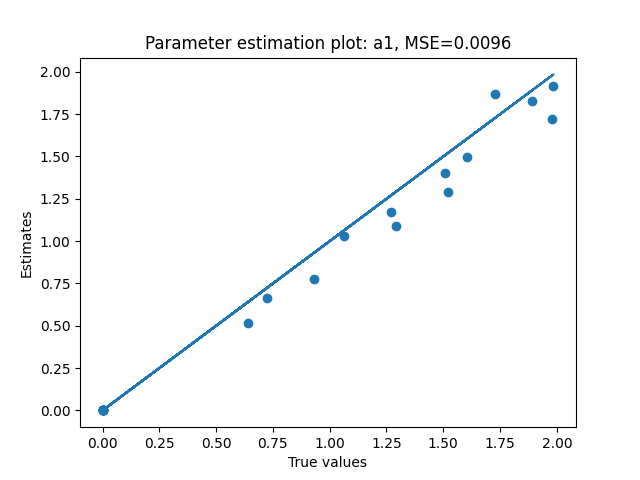 Parameter estimation plot: a1, MSE=0.0096
2.00
1.75
1.50
1.25
1.00
0.75
0.50
0.25
0.00
Estimates
0.00 0.25 0.50 0.75 1.00 1.25 1.50 1.75 2.00
True values